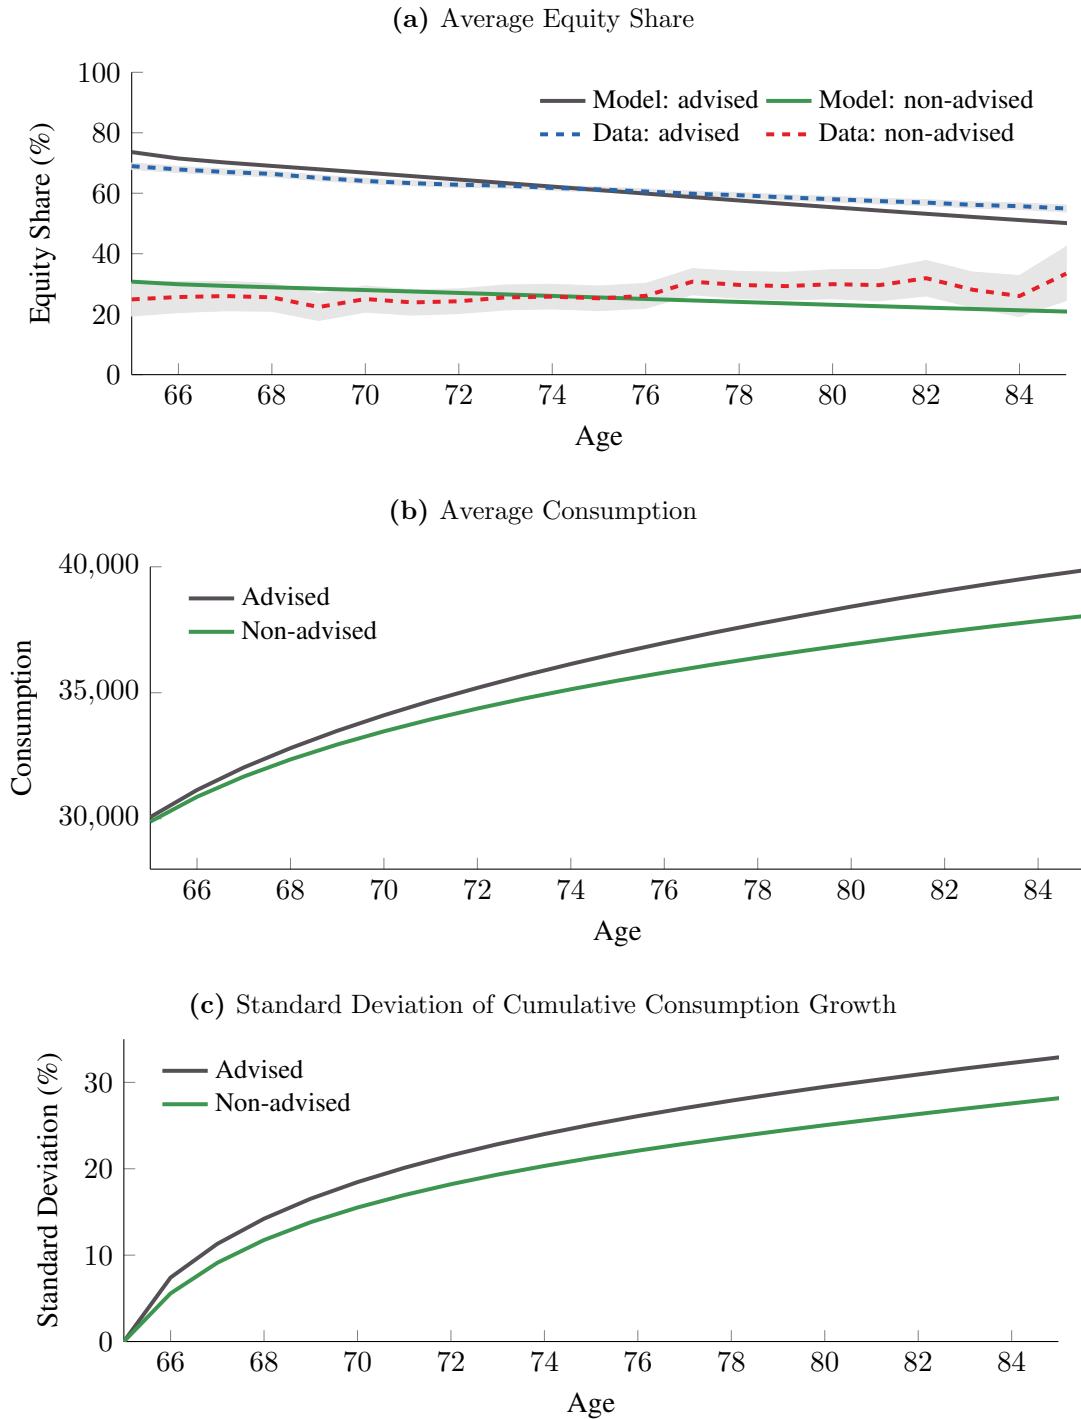 (a) Average Equity Share
100
80
60
40
20
0
Equity Share (%)
Model: advised Model: non-advised
Data: advised Data: non-advised
66 68 70 72 74 76 78 80 82 84
Age
(b) Average Consumption
40,000
35,000
30,000
Consumption
Advised
Non-advised
66 68 70 72 74 76 78 80 82 84
Age
(c) Standard Deviation of Cumulative Consumption Growth
30
20
10
0
Standard Deviation (%)
Advised
Non-advised
66 68 70 72 74 76 78 80 82 84
Age